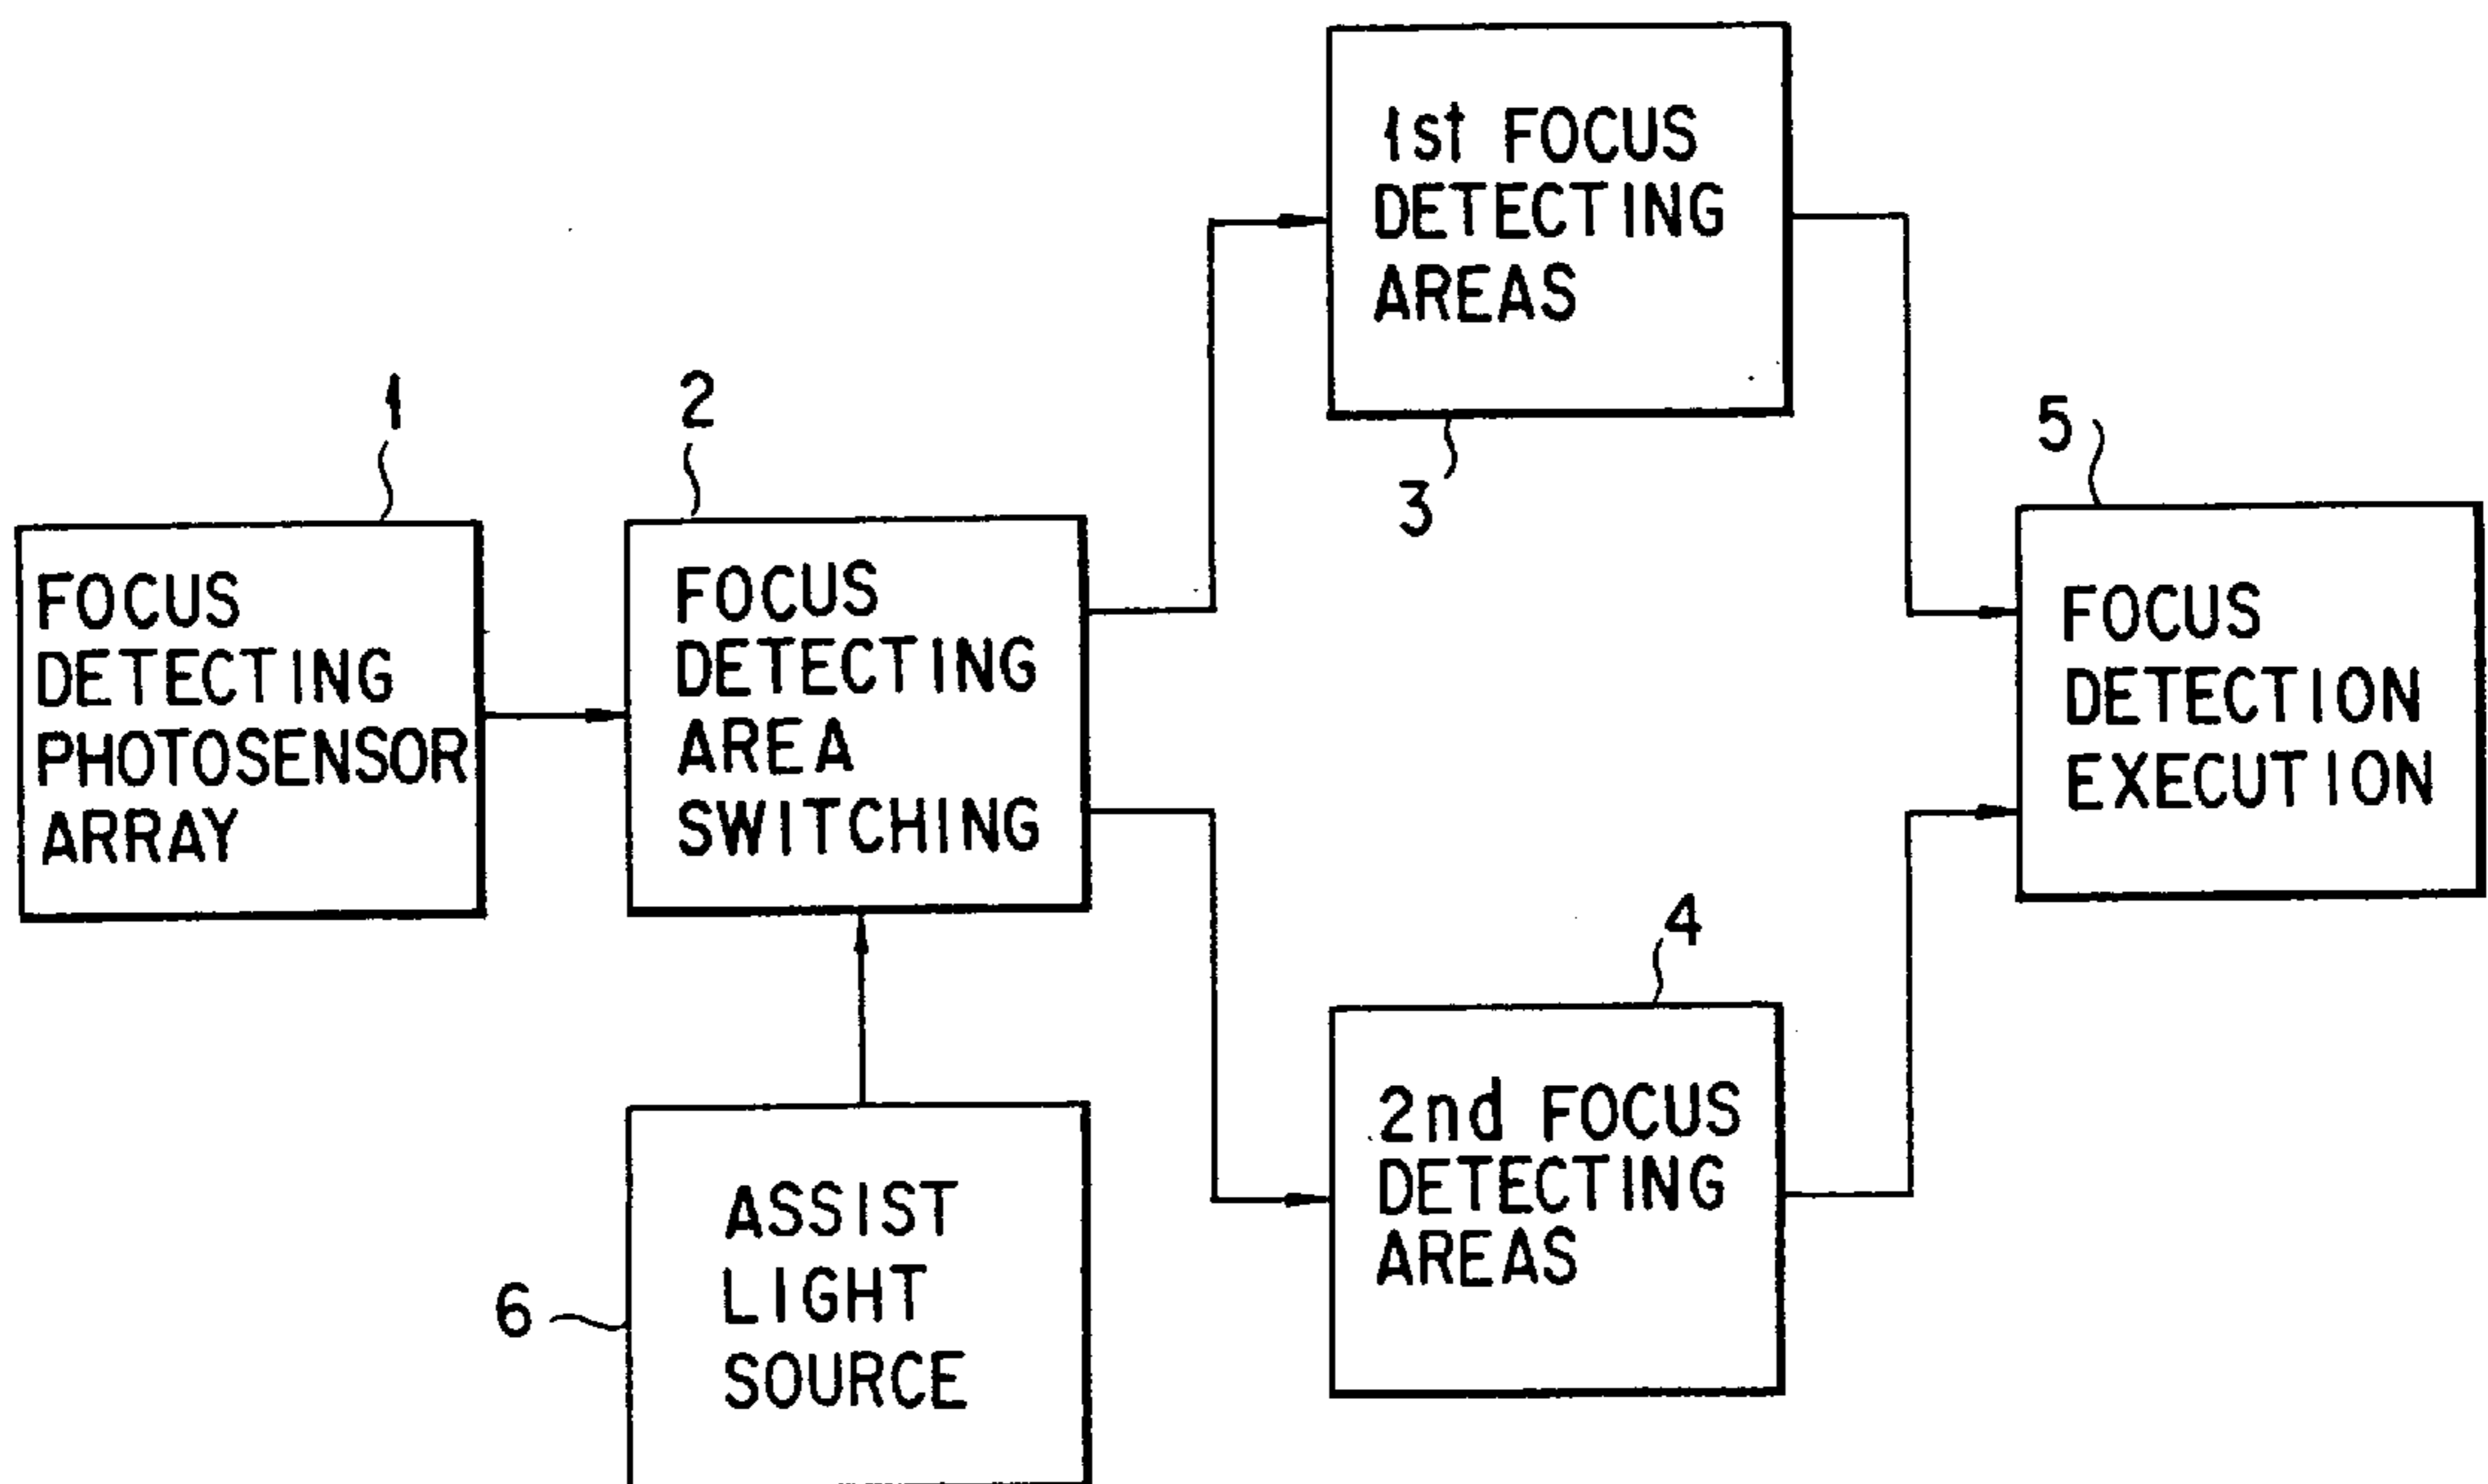 1
FOCUS
DETECTING
PHOTOSENSOR
ARRAY
2
FOCUS
DETECTING
AREA
SWITCHING
1st FOCUS
DETECTING
AREAS
3
2nd FOCUS
DETECTING
AREAS
4
5
FOCUS
DETECTION
EXECUTION
6
ASSIST
LIGHT
SOURCE